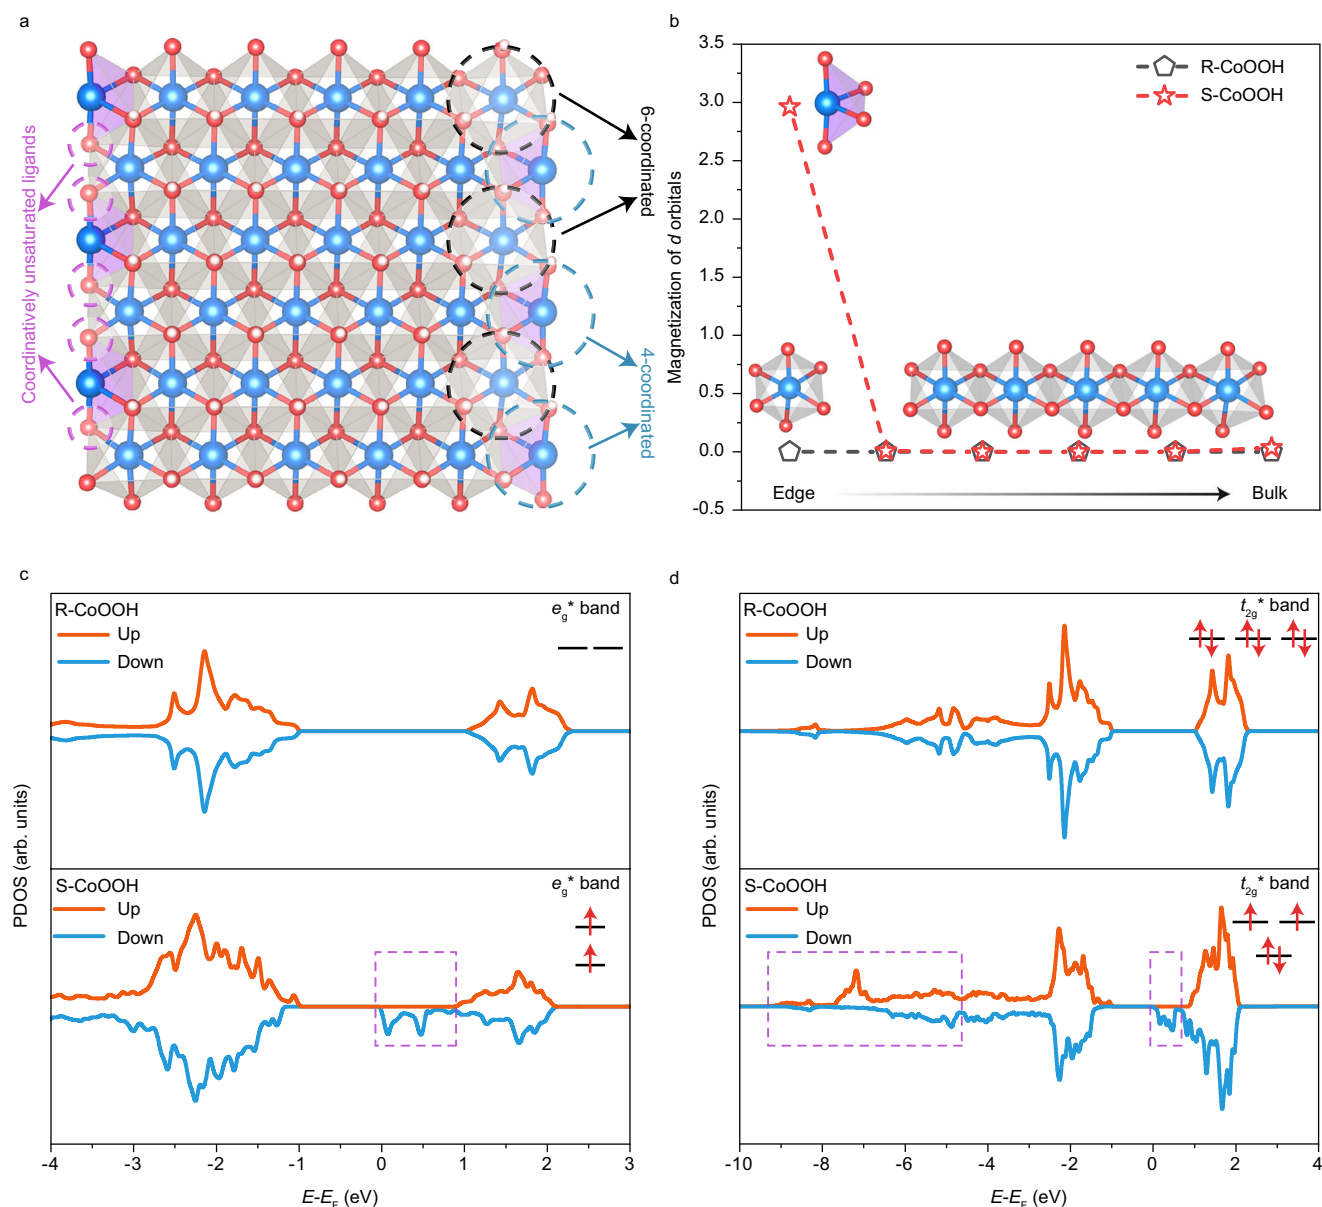 a
Coordinatively unsaturated ligands
6-coordinated
4-coordinated
b
3.5
3.0
2.5
2.0
1.5
1.0
0.5
0.0
-0.5
Magnetization of d orbitals
R-CoOOH
S-CoOOH
Edge
Bulk
c
PDOS (arb. units)
R-CoOOH
Up
Down
eg* band
S-CoOOH
Up
Down
eg* band
-4 -3 -2 -1 0 1 2 3
E-EF (eV)
d
PDOS (arb. units)
R-CoOOH
Up
Down
t2g* band
S-CoOOH
Up
Down
t2g* band
-10 -8 -6 -4 -2 0 2 4
E-EF (eV)